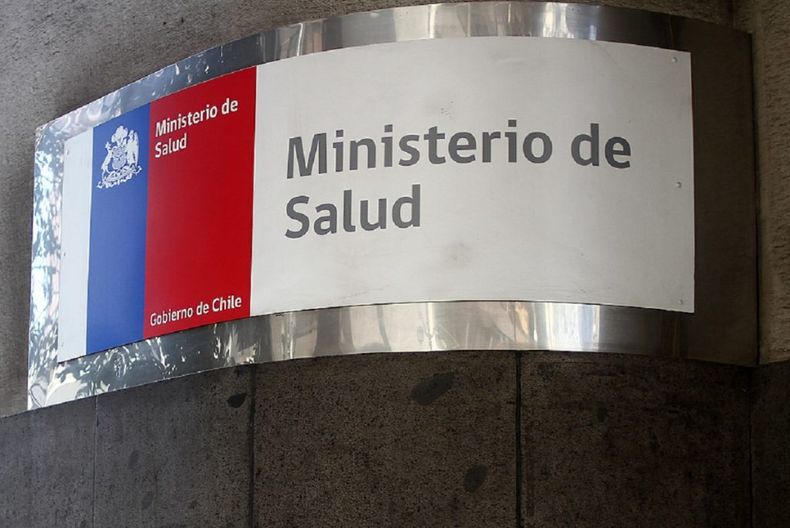 Ministerio de
Salud
Gobierno de Chile
Ministerio de
Salud